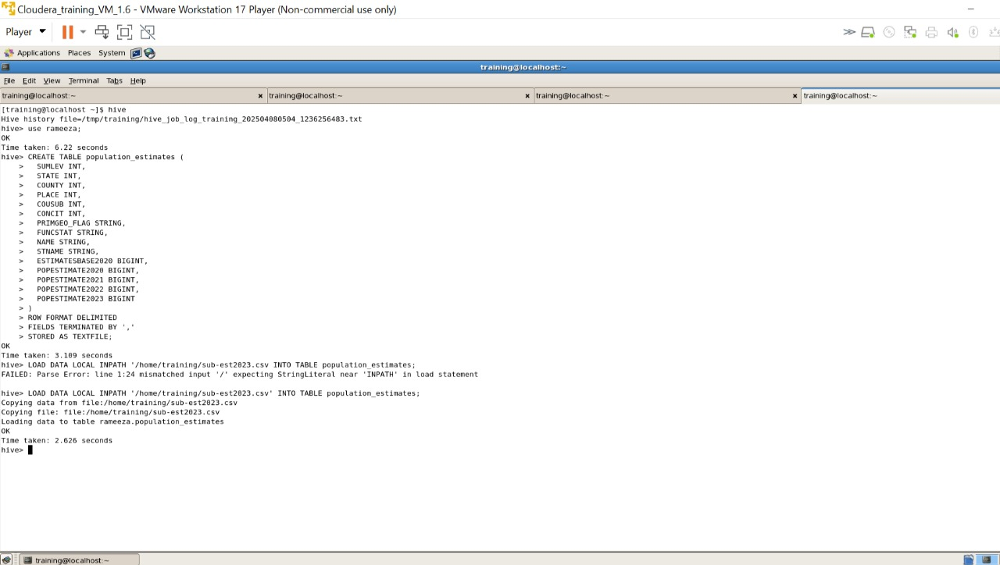 Cloudera_training_VM_1.6 - VMware Workstation 17 Player (Non-commercial use only)
Player
Applications Places System
training@localhost:~
File Edit View Terminal Tabs Help
training@localhost:~ training@localhost:~ training@localhost:~ training@localhost:~
[training@localhost ~]$ hive
Hive history file=/tmp/training/hive_job_log_training_202504080504_1236256483.txt
hive> use rameeza;
OK
Time taken: 6.22 seconds
hive> CREATE TABLE population_estimates (
    >   SUMLEV INT,
    >   STATE INT,
    >   COUNTY INT,
    >   PLACE INT,
    >   COUSUB INT,
    >   CONCIT INT,
    >   PRIMGEO_FLAG STRING,
    >   FUNCSTAT STRING,
    >   NAME STRING,
    >   STNAME STRING,
    >   ESTIMATESBASE2020 BIGINT,
    >   POPESTIMATE2020 BIGINT,
    >   POPESTIMATE2021 BIGINT,
    >   POPESTIMATE2022 BIGINT,
    >   POPESTIMATE2023 BIGINT
    > )
    > ROW FORMAT DELIMITED
    > FIELDS TERMINATED BY ','
    > STORED AS TEXTFILE;
OK
Time taken: 3.109 seconds
hive> LOAD DATA LOCAL INPATH '/home/training/sub-est2023.csv INTO TABLE population_estimates;
FAILED: Parse Error: line 1:24 mismatched input '/' expecting StringLiteral near 'INPATH' in load statement
hive> LOAD DATA LOCAL INPATH '/home/training/sub-est2023.csv' INTO TABLE population_estimates;
Copying data from file:/home/training/sub-est2023.csv
Copying file: file:/home/training/sub-est2023.csv
Loading data to table rameeza.population_estimates
OK
Time taken: 2.626 seconds
hive>
training@localhost:~